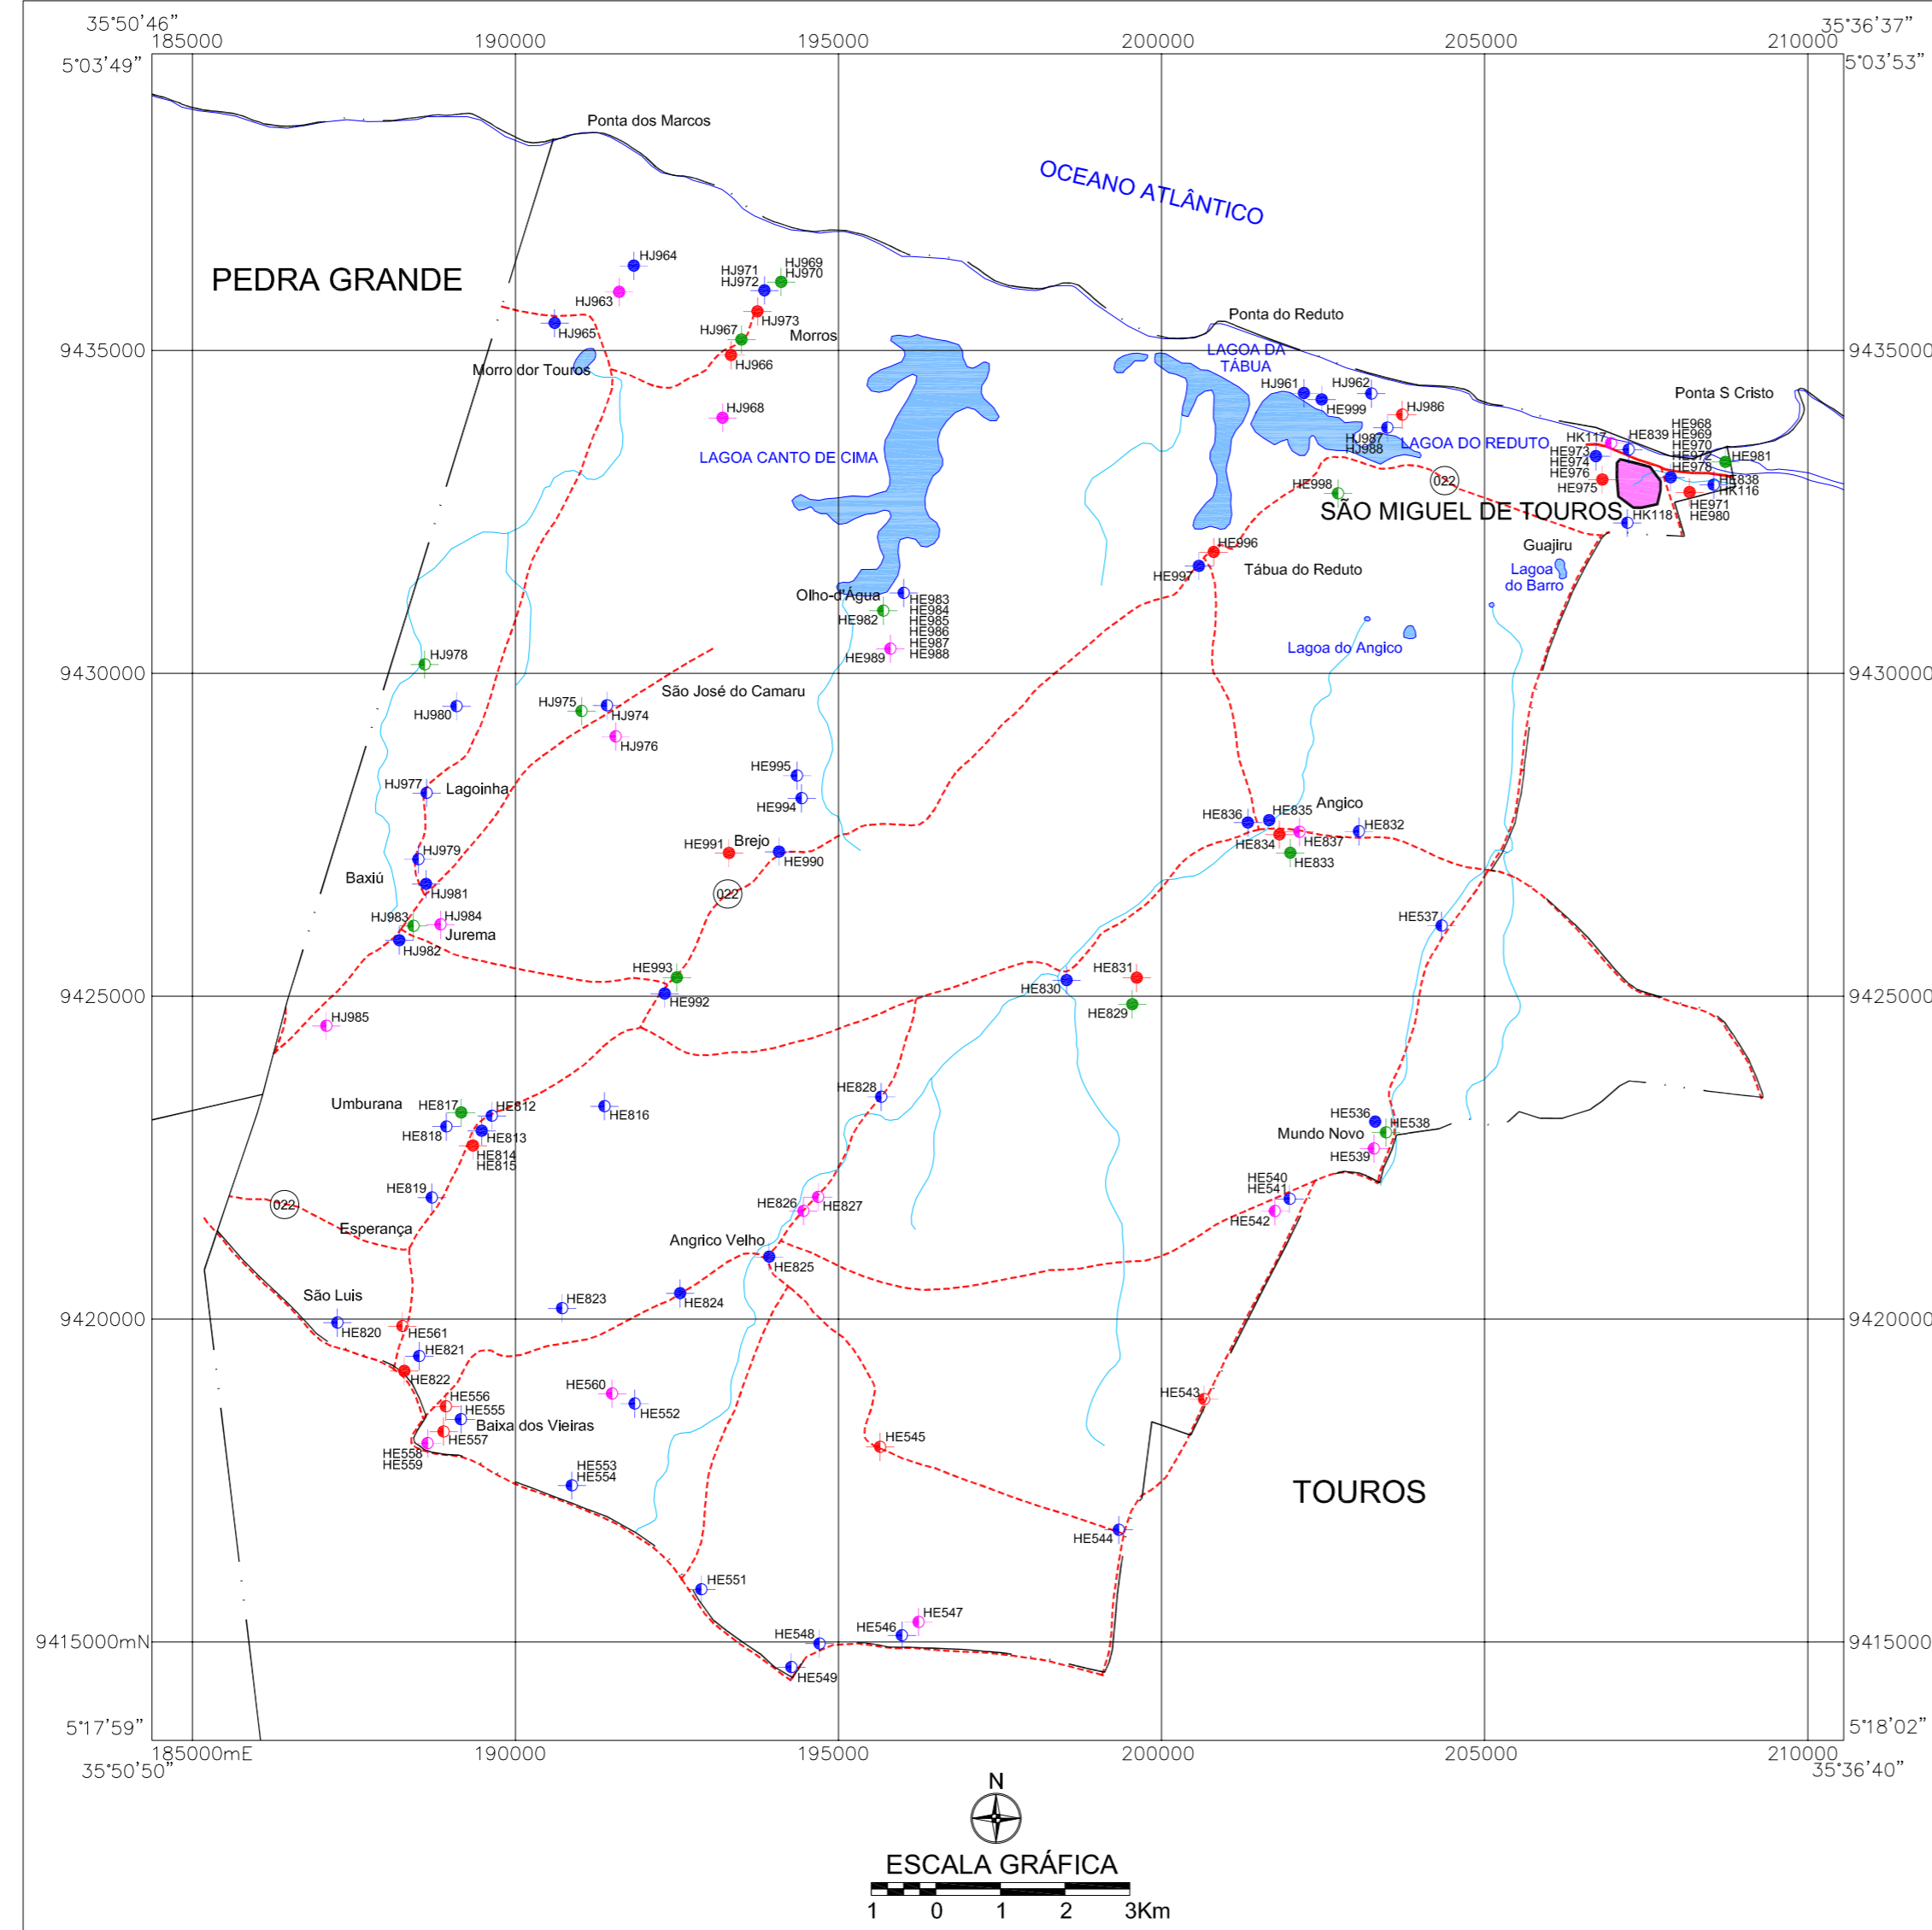 35°50'46"
35°36'37"
185000
190000
195000
200000
205000
210000
5°03'49"
5°03'53"
Ponta dos Marcos
OCEANO ATLÂNTICO
PEDRA GRANDE
HJ964
HJ963
HJ965
HJ971
HJ972
HJ969
HJ970
HJ973
HJ967
Morros
HJ966
Morro dor Touros
HJ968
Ponta do Reduto
LAGOA DA
TÁBUA
9435000
9435000
HJ961
HJ962
HE999
HJ986
HJ987
HJ988
LAGOA DO REDUTO
Ponta S Cristo
LAGOA CANTO DE CIMA
HK117
HE839
HE968
HE969
HE970
HE972
HE978
HE973
HE974
HE976
HE975
HE981
HE838
HK116
HE971
HE980
HK118
HE998
022
SÃO MIGUEL DE TOUROS
Guajiru
HE996
HE997
Tábua do Reduto
Lagoa
do Barro
Olho-d'Água
HE982
HE983
HE984
HE985
HE986
HE987
HE988
HE989
Lagoa do Angico
9430000
9430000
HJ978
HJ980
São José do Camaru
HJ975
HJ974
HJ976
HJ977
Lagoinha
HE995
HE994
HJ979
Baxiú
HJ981
HE991
Brejo
HE990
022
HE836
HE835
Angico
HE832
HE834
HE837
HE833
HJ983
HJ984
Jurema
HJ982
HE537
HE993
HE992
HE831
HE830
HE829
9425000
9425000
HJ985
Umburana
HE817
HE812
HE818
HE813
HE814
HE815
HE816
HE828
HE536
HE538
Mundo Novo
HE539
HE819
022
Esperança
HE826
HE827
HE540
HE541
HE542
Angrico Velho
HE825
São Luis
HE823
HE824
9420000
9420000
HE820
HE561
HE821
HE822
HE556
HE555
Baixa dos Vieiras
HE557
HE558
HE559
HE560
HE552
HE543
HE545
HE553
HE554
TOUROS
HE544
HE551
HE547
HE546
HE548
HE549
9415000mN
9415000
5°17'59"
5°18'02"
185000mE
190000
195000
200000
205000
210000
35°50'50"
35°36'40"
N
ESCALA GRÁFICA
1 0 1 2 3Km